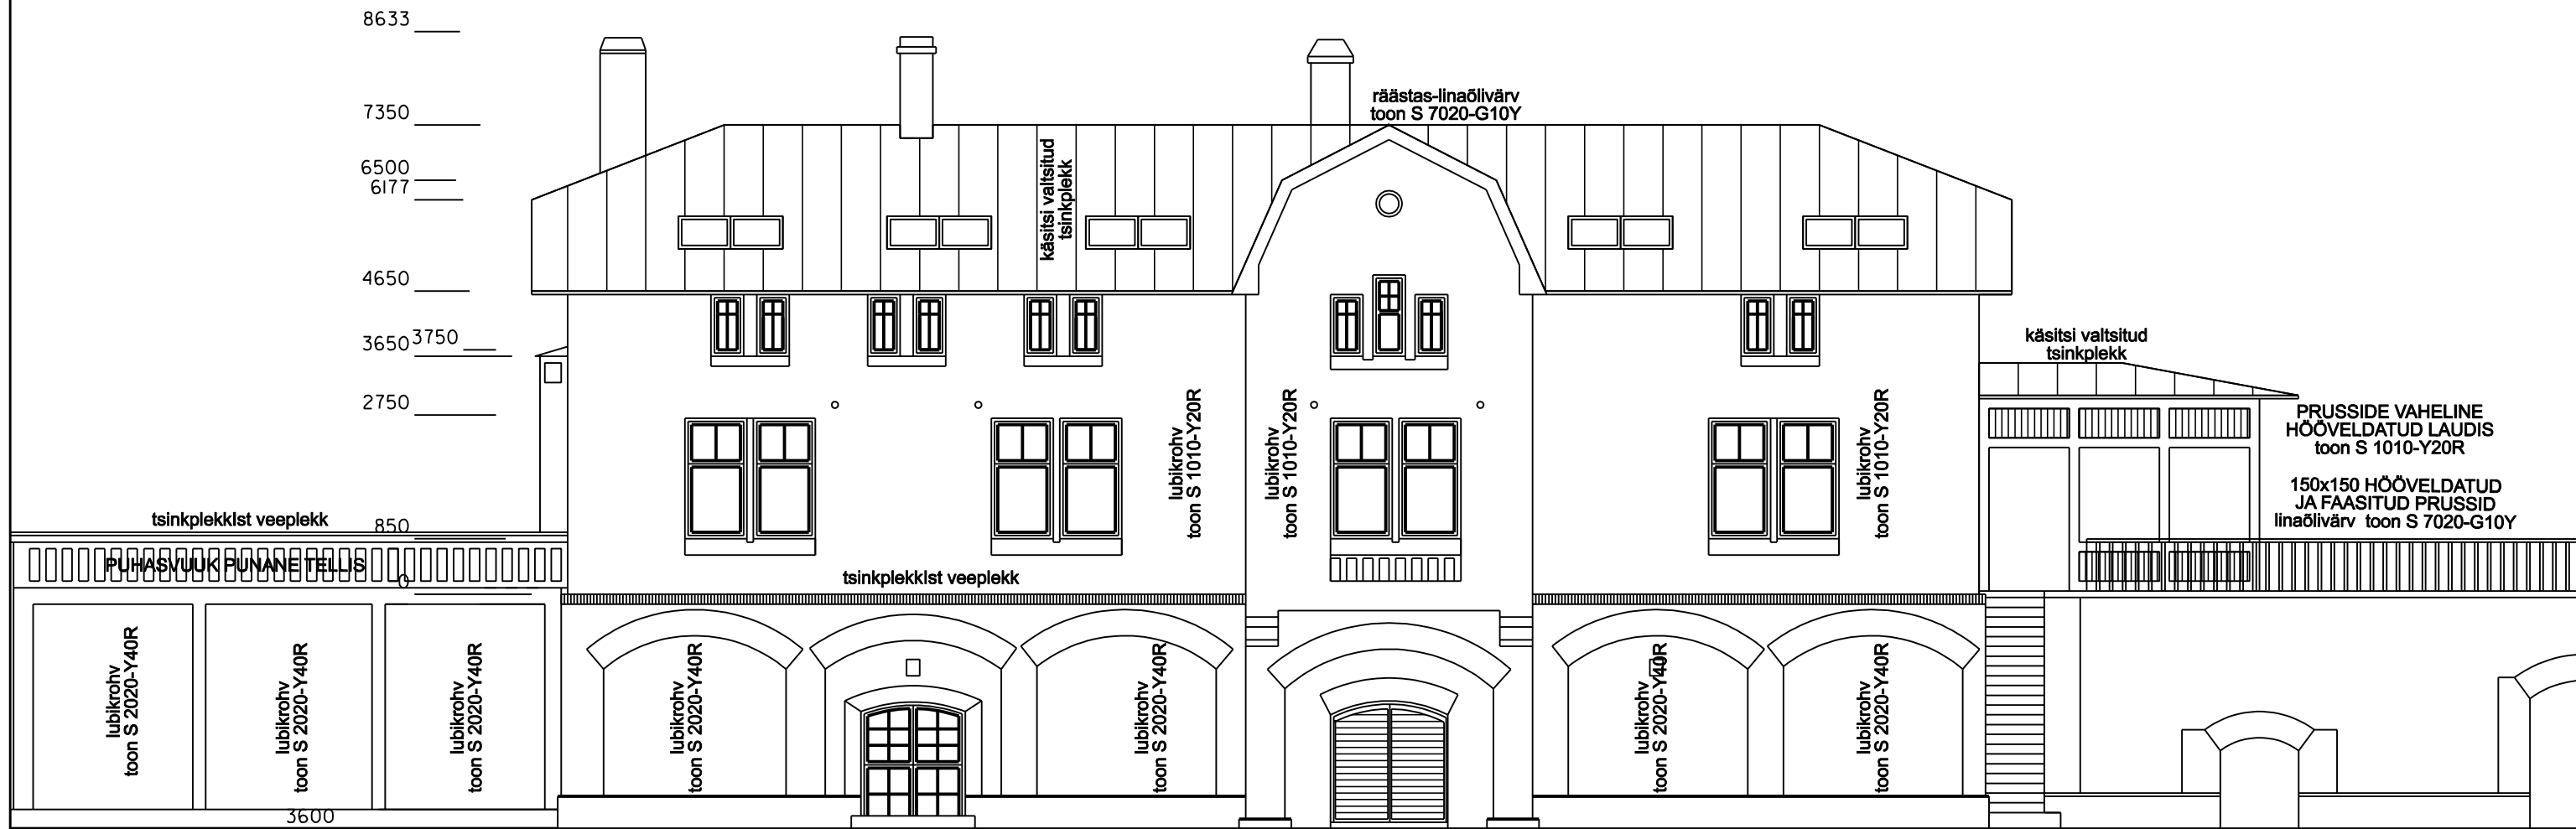 8633
7350
6500
6177
4650
3650
3750
2750
850
0
3600
räästas-linaõlivärv
toon S 7020-G10Y
käsitsi valtsitud
tsinkplekk
käsitsi valtsitud
tsinkplekk
PRUSSIDE VAHELINE
HÖÖVELDATUD LAUDIS
toon S 1010-Y20R
150x150 HÖÖVELDATUD
JA FAASITUD PRUSSID
linaõlivärv toon S 7020-G10Y
lubikrohv
toon S 1010-Y20R
lubikrohv
toon S 1010-Y20R
lubikrohv
toon S 1010-Y20R
tsinkplekkIst veeplekk
PUHASVUUK PUNANE TELLIS
tsinkplekkIst veeplekk
lubikrohv
toon S 2020-Y40R
lubikrohv
toon S 2020-Y40R
lubikrohv
toon S 2020-Y40R
lubikrohv
toon S 2020-Y40R
lubikrohv
toon S 2020-Y40R
lubikrohv
toon S 2020-Y40R
lubikrohv
toon S 2020-Y40R